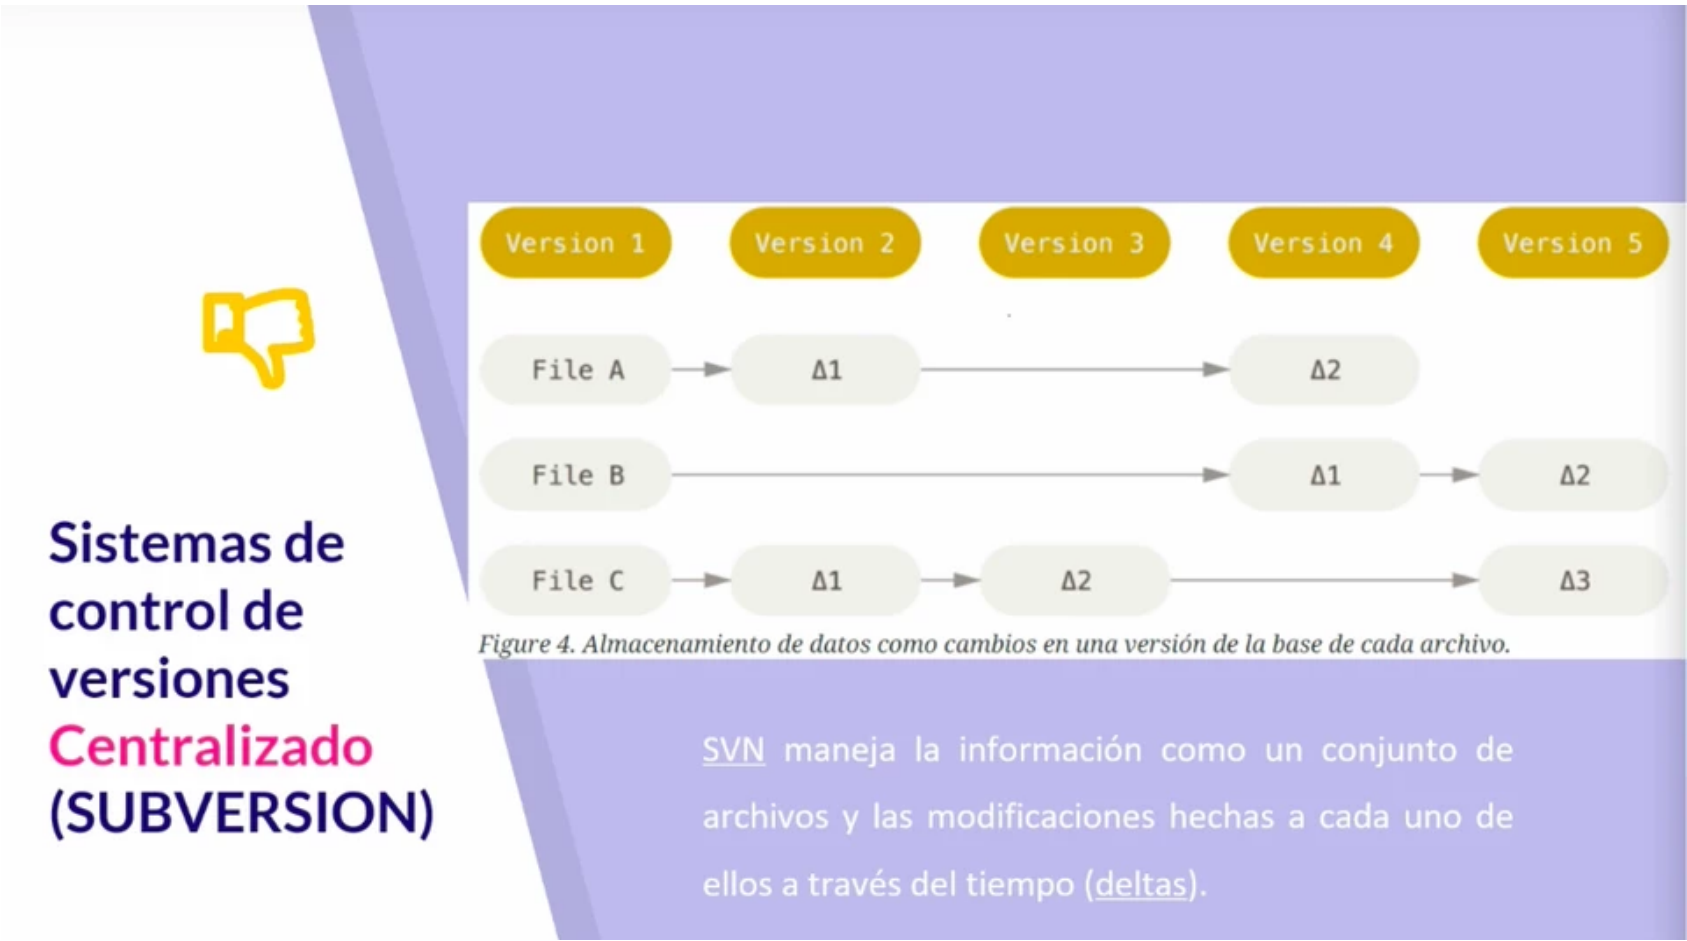 Sistemas de
control de
versiones
Centralizado
(SUBVERSION)
Version 1 Version 2 Version 3 Version 4 Version 5
File A Δ1 Δ2
File B Δ1 Δ2
File C Δ1 Δ2 Δ3
Figure 4. Almacenamiento de datos como cambios en una versión de la base de cada archivo.
SVN maneja la información como un conjunto de
archivos y las modificaciones hechas a cada uno de
ellos a través del tiempo (deltas).